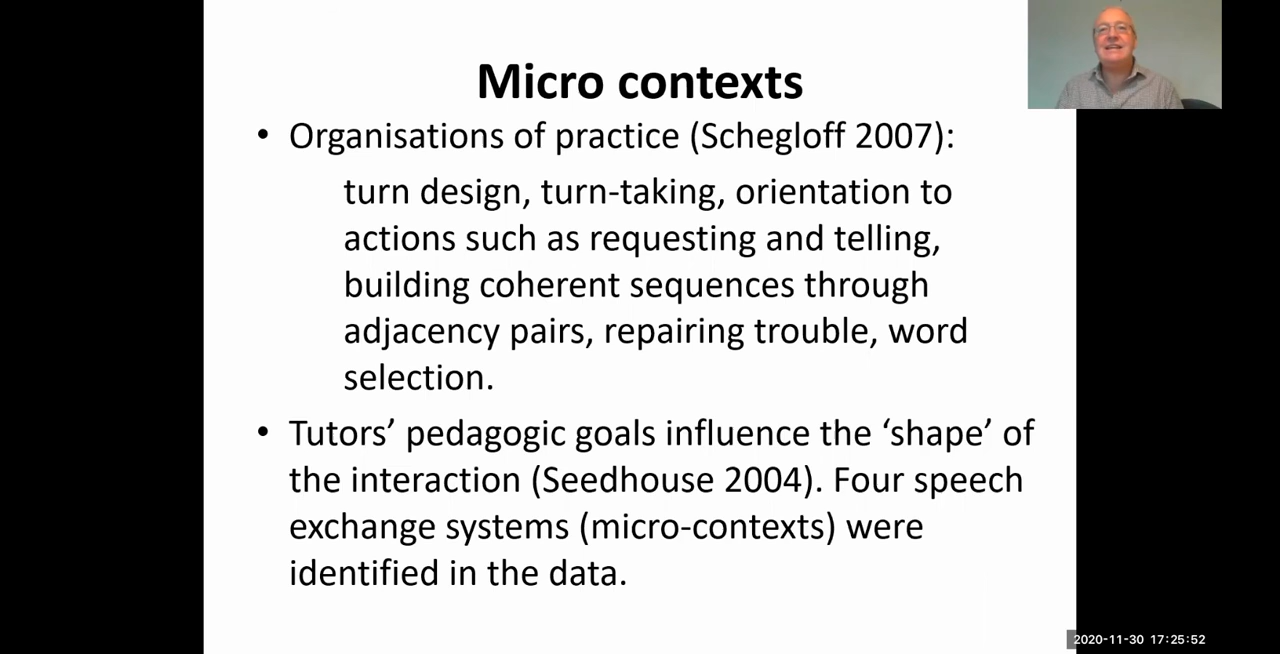 Micro contexts
• Organisations of practice (Schegloff 2007):
turn design, turn-taking, orientation to
actions such as requesting and telling,
building coherent sequences through
adjacency pairs, repairing trouble, word
selection.
• Tutors’ pedagogic goals influence the ‘shape’ of
the interaction (Seedhouse 2004). Four speech
exchange systems (micro-contexts) were
identified in the data.
2020-11-30 17:25:52